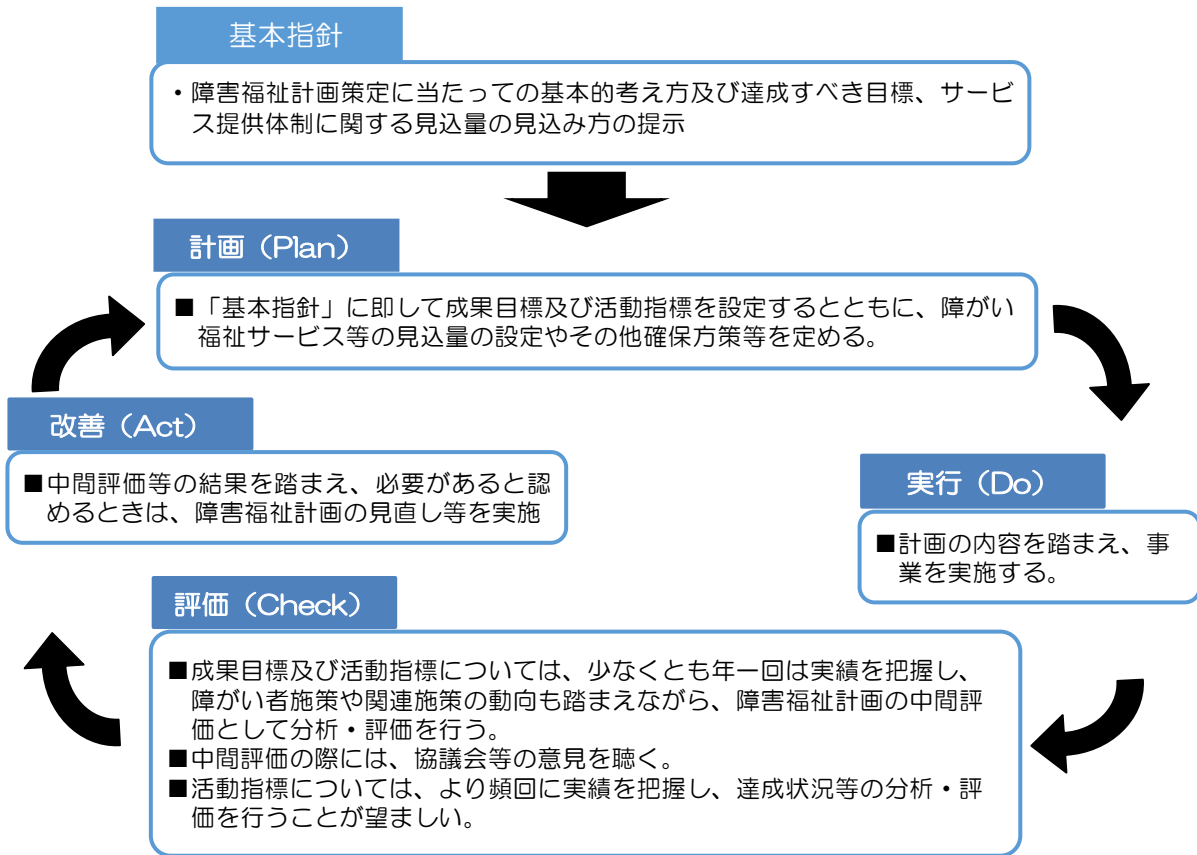 基本指針
・障害福祉計画策定に当たっての基本的考え方及び達成すべき目標、サービ
ス提供体制に関する見込量の見込み方の提示
計画（Plan）
■「基本指針」に即して成果目標及び活動指標を設定するとともに、障がい
福祉サービス等の見込量の設定やその他確保方策等を定める。
改善（Act）
■中間評価等の結果を踏まえ、必要があると認
めるときは、障害福祉計画の見直し等を実施
実行（Do）
■計画の内容を踏まえ、事
業を実施する。
評価（Check）
■成果目標及び活動指標については、少なくとも年一回は実績を把握し、
障がい者施策や関連施策の動向も踏まえながら、障害福祉計画の中間評
価として分析・評価を行う。
■中間評価の際には、協議会等の意見を聴く。
■活動指標については、より頻回に実績を把握し、達成状況等の分析・評
価を行うことが望ましい。